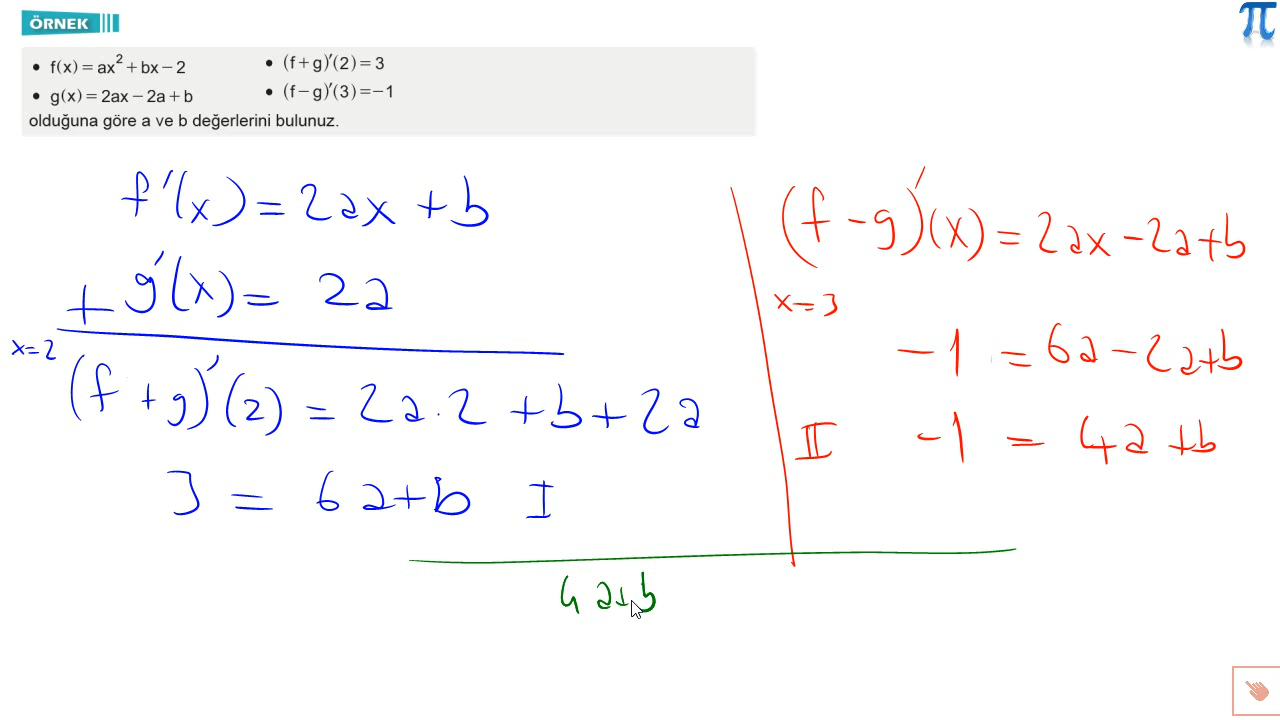 ÖRNEK
π
• f(x) = ax² + bx − 2
• g(x) = 2ax − 2a + b
• (f + g)′(2) = 3
• (f − g)′(3) = −1
olduğuna göre a ve b değerlerini bulunuz.
f′(x) = 2ax + b
+ g′(x) = 2a
x=2
(f + g)′(2) = 2a·2 + b + 2a
3 = 6a + b I
(f − g)′(x) = 2ax − 2a + b
x = 3
−1 = 6a − 2a + b
II −1 = 4a + b
4a+b